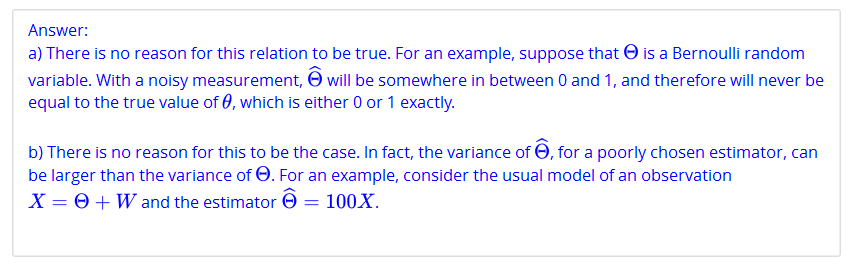 Answer:
a) There is no reason for this relation to be true. For an example, suppose that Θ is a Bernoulli random
variable. With a noisy measurement, Θ̂ will be somewhere in between 0 and 1, and therefore will never be
equal to the true value of θ, which is either 0 or 1 exactly.
b) There is no reason for this to be the case. In fact, the variance of Θ̂, for a poorly chosen estimator, can
be larger than the variance of Θ. For an example, consider the usual model of an observation
X = Θ + W and the estimator Θ̂ = 100X.